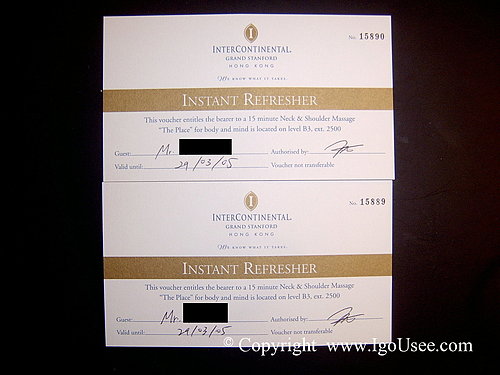 I
No. 15890
INTERCONTINENTAL
GRAND STANFORD
HONG KONG
WE KNOW WHAT IT TAKES.
INSTANT REFRESHER
This voucher entitles the bearer to a 15 minute Neck & Shoulder Massage
"The Place" for body and mind is located on level B3, ext. 2500
Guest: Mr. Authorised by:
Valid until: 29/03/05 Voucher not transferable
I
No. 15889
INTERCONTINENTAL
GRAND STANFORD
HONG KONG
WE KNOW WHAT IT TAKES.
INSTANT REFRESHER
This voucher entitles the bearer to a 15 minute Neck & Shoulder Massage
"The Place" for body and mind is located on level B3, ext. 2500
Guest: Mr. Authorised by:
Valid until: 29/03/05 Voucher not transferable
© Copyright www.IgoUsee.com